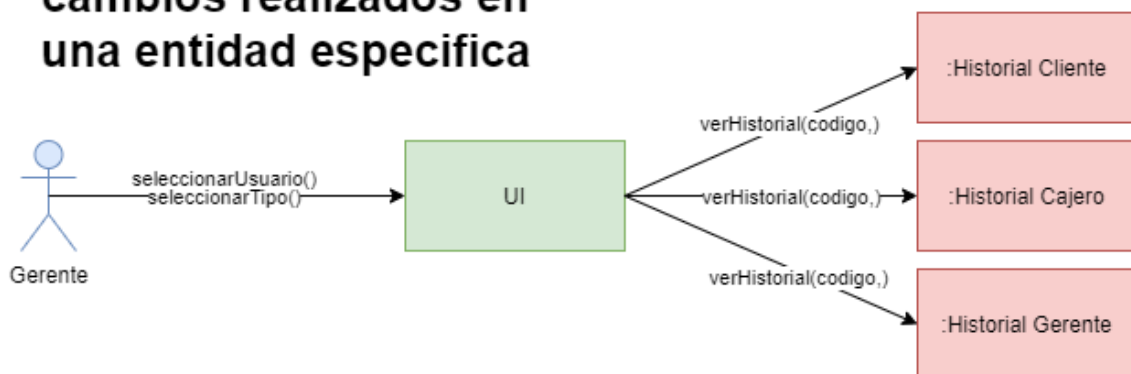 cambios realizados en
una entidad especifica
:Historial Cliente
verHistorial(codigo,)
seleccionarUsuario()
seleccionarTipo()
UI
verHistorial(codigo,)
:Historial Cajero
Gerente
verHistorial(codigo,)
:Historial Gerente